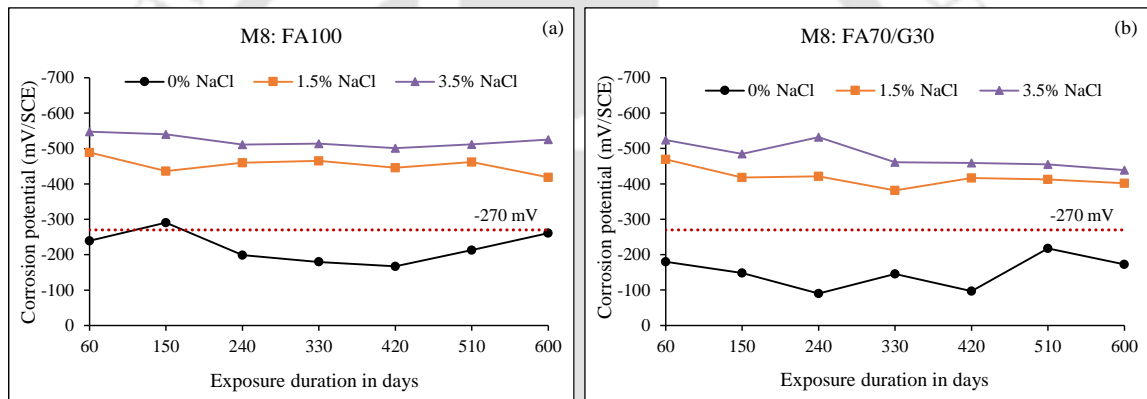 M8: FA100
(a)
0% NaCl
1.5% NaCl
3.5% NaCl
Corrosion potential (mV/SCE)
-700
-600
-500
-400
-300
-200
-100
0
-270 mV
60 150 240 330 420 510 600
Exposure duration in days
M8: FA70/G30
(b)
0% NaCl
1.5% NaCl
3.5% NaCl
Corrosion potential (mV/SCE)
-700
-600
-500
-400
-300
-200
-100
0
-270 mV
60 150 240 330 420 510 600
Exposure duration in days